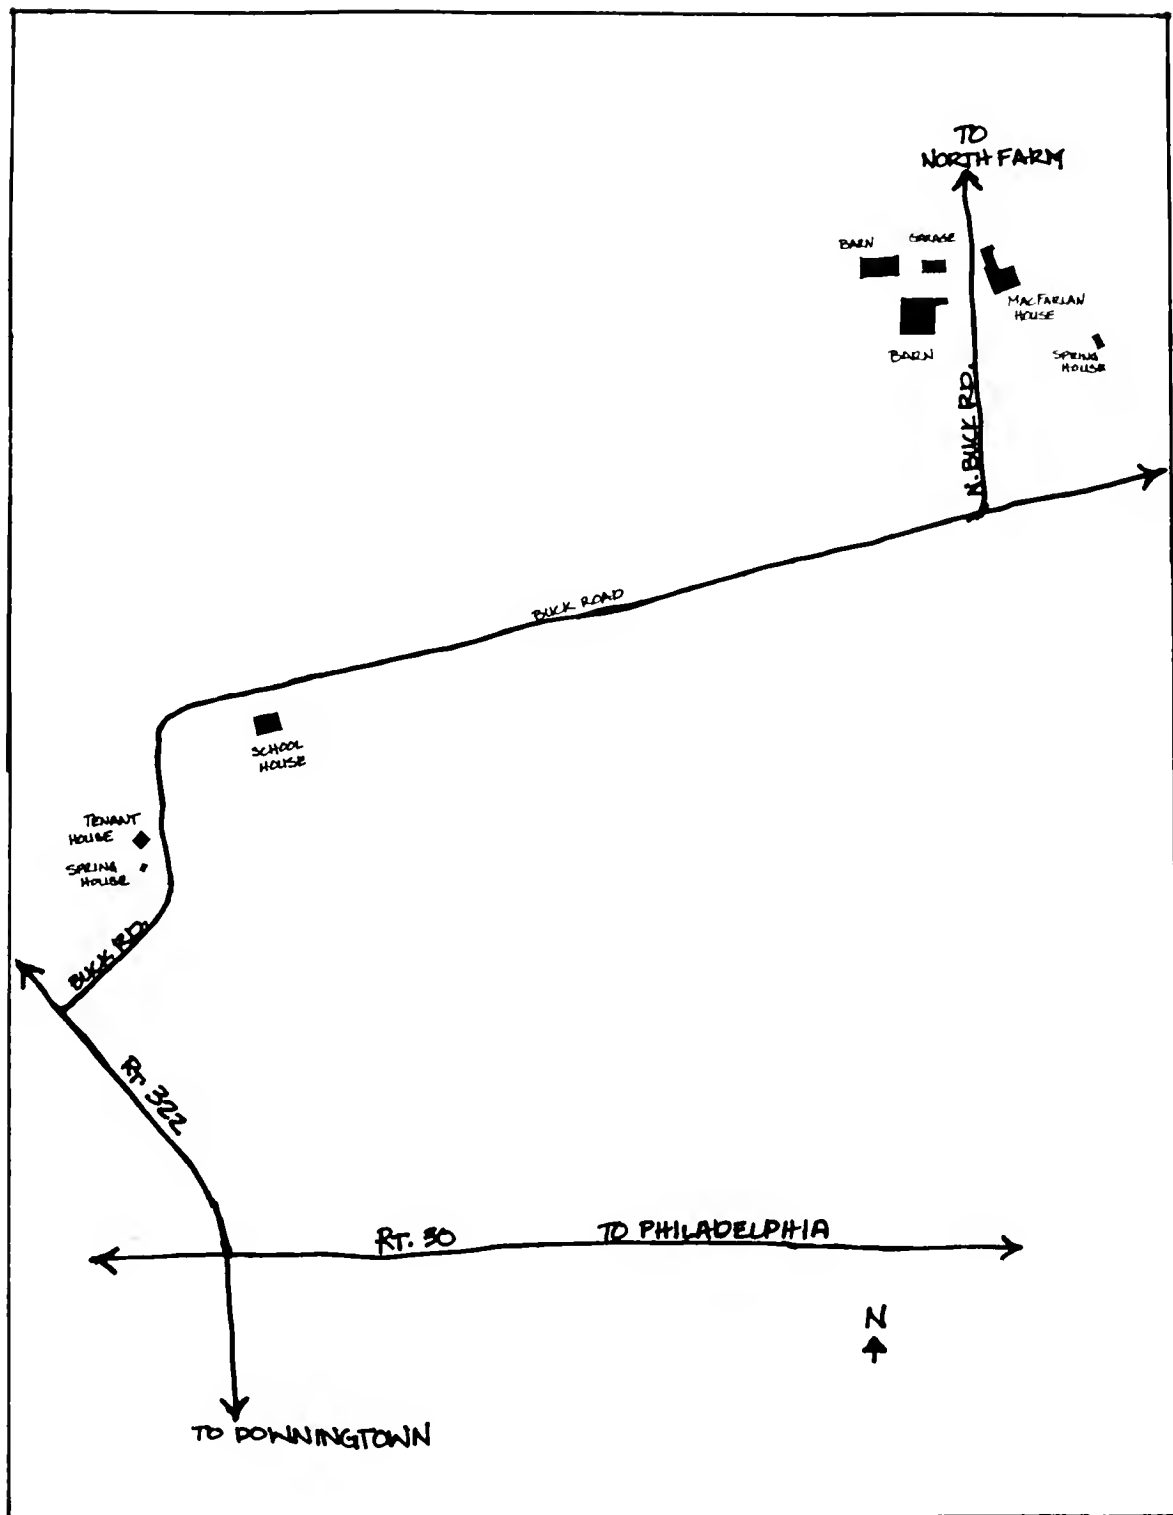 TO
NORTH FARM
BARN
GARAGE
MACFARLAN
HOUSE
BARN
SPRING
HOUSE
N. BUCK RD.
BUCK ROAD
SCHOOL
HOUSE
TENANT
HOUSE
SPRING
HOUSE
BUCK RD.
RT. 322
RT. 30
TO PHILADELPHIA
N
TO DOWNINGTOWN